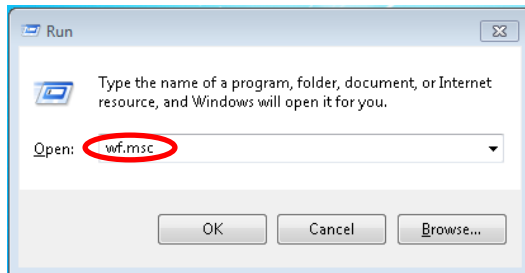 Run
Type the name of a program, folder, document, or Internet
resource, and Windows will open it for you.
Open: wf.msc
OK Cancel Browse...